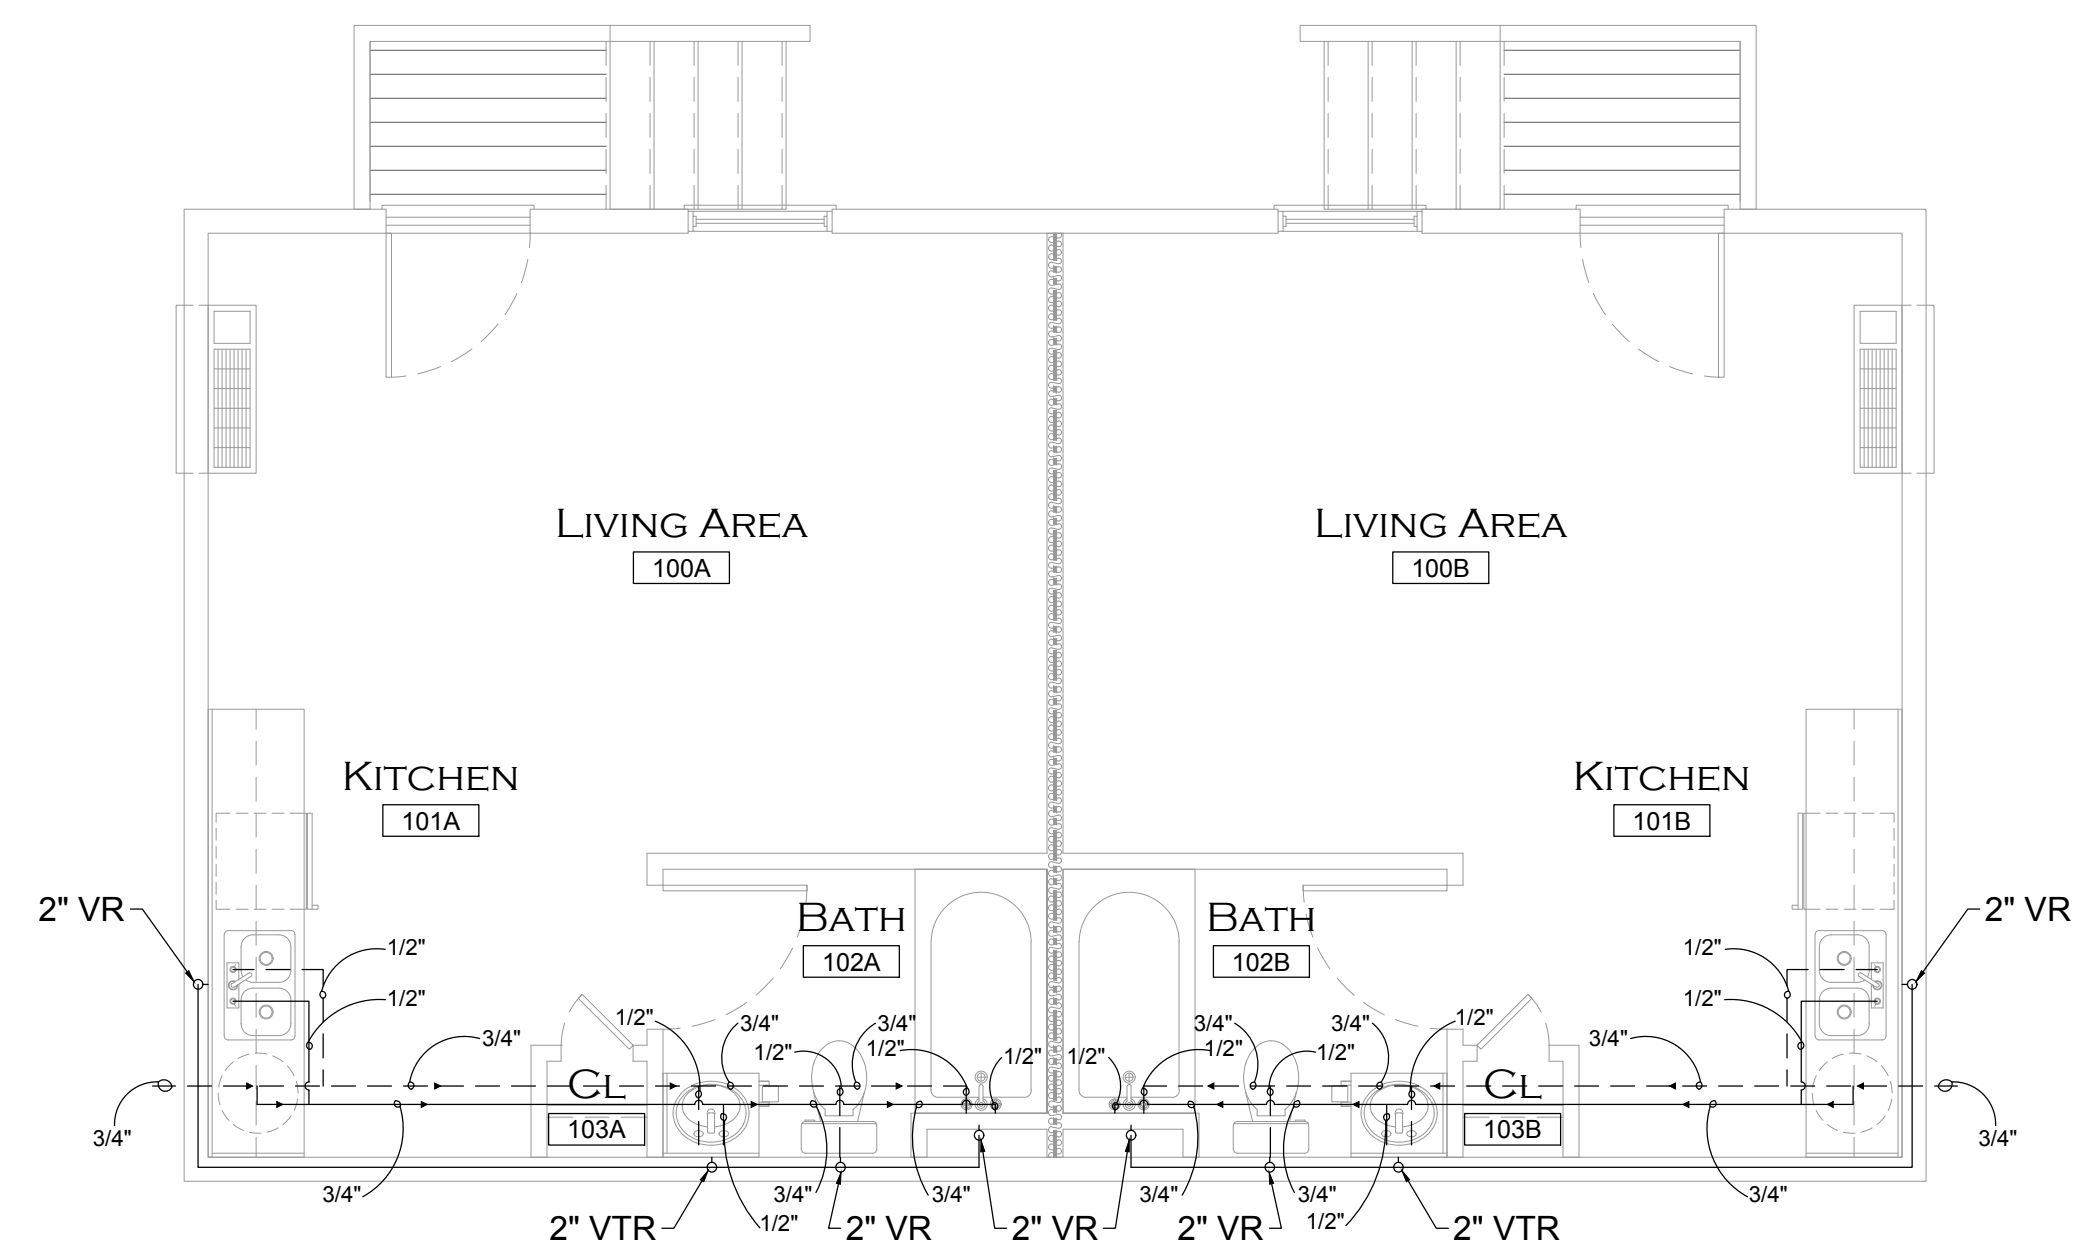 LIVING AREA
100A
LIVING AREA
100B
KITCHEN
101A
KITCHEN
101B
2" VR
BATH
102A
BATH
102B
2" VR
1/2"
1/2"
1/2"
1/2"
1/2"
3/4"
3/4"
3/4"
3/4"
1/2"
3/4"
1/2"
1/2"
1/2"
1/2"
1/2"
1/2"
1/2"
3/4"
3/4"
CL
103A
CL
103B
3/4"
3/4"
3/4"
3/4"
3/4"
3/4"
3/4"
3/4"
2" VTR
1/2"
2" VR
2" VR
2" VR
1/2"
2" VTR